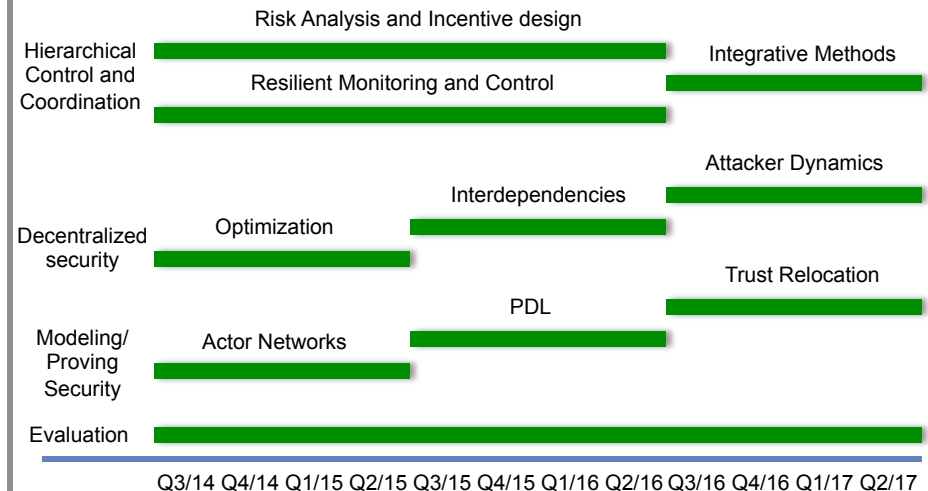 Risk Analysis and Incentive design
Hierarchical
Control and
Coordination
Integrative Methods
Resilient Monitoring and Control
Attacker Dynamics
Interdependencies
Optimization
Decentralized
security
Trust Relocation
PDL
Modeling/
Proving
Security
Actor Networks
Evaluation
Q3/14 Q4/14 Q1/15 Q2/15 Q3/15 Q4/15 Q1/16 Q2/16 Q3/16 Q4/16 Q1/17 Q2/17